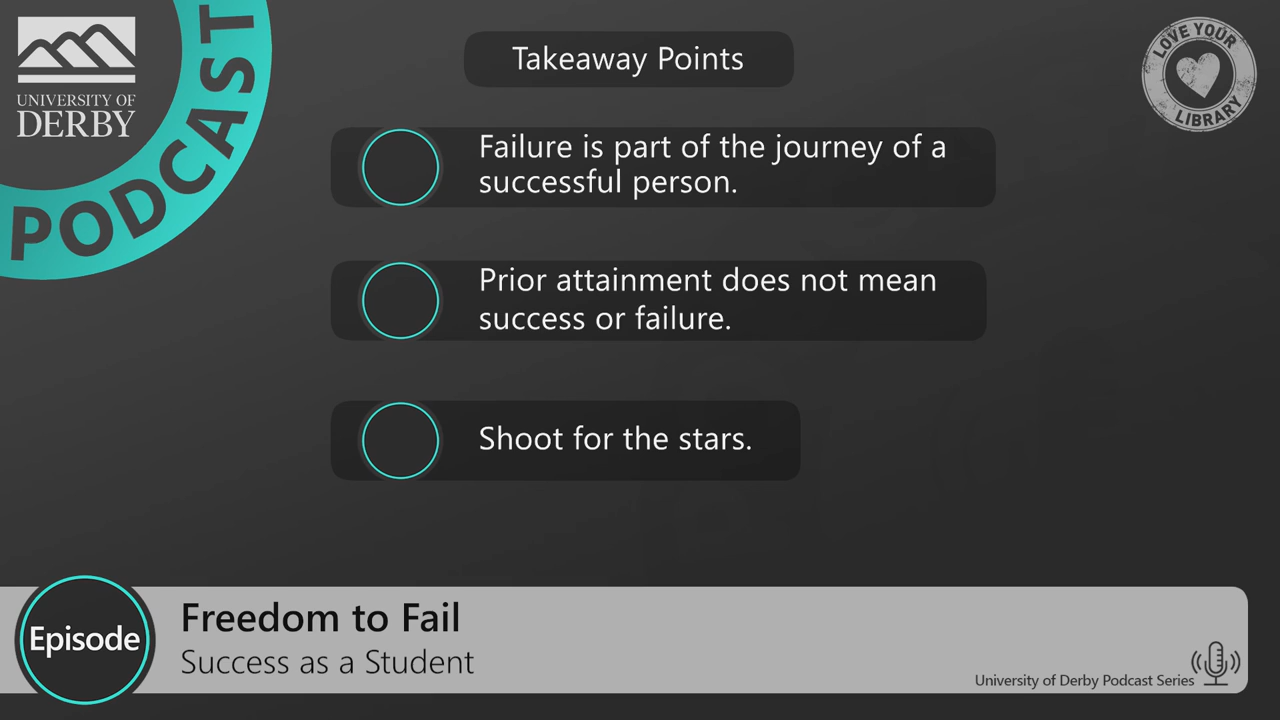 UNIVERSITY OF
DERBY
PODCAST
Takeaway Points
LOVE YOUR
LIBRARY
Failure is part of the journey of a
successful person.
Prior attainment does not mean
success or failure.
Shoot for the stars.
Episode
Freedom to Fail
Success as a Student
University of Derby Podcast Series